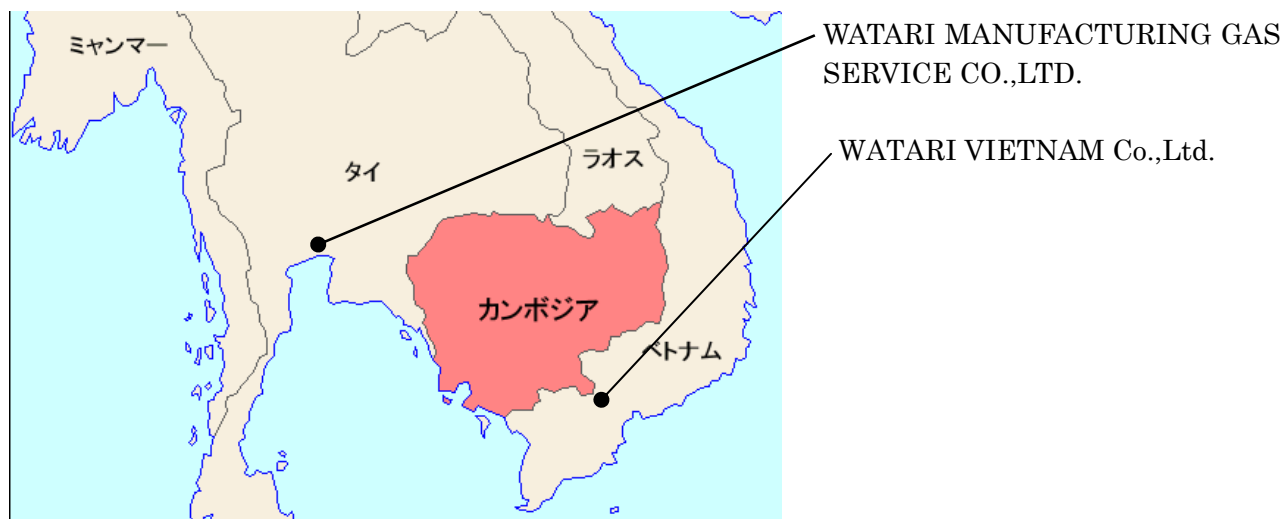 ミャンマー
WATARI MANUFACTURING GAS
SERVICE CO.,LTD.
WATARI VIETNAM Co.,Ltd.
タイ
ラオス
カンボジア
ベトナム